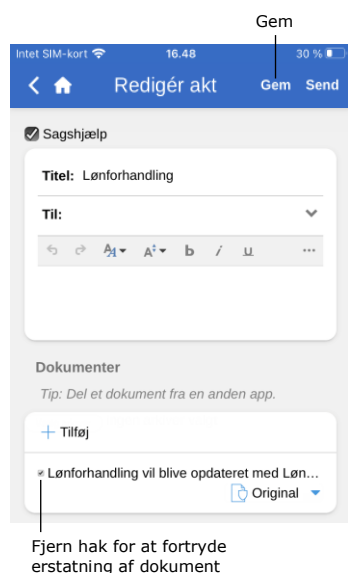 Gem
Intet SIM-kort 16.48 30 %
Redigér akt Gem Send
Sagshjælp
Titel: Lønforhandling
Til:
A A A b i u ...
Dokumenter
Tip: Del et dokument fra en anden app.
+ Tilføj
Lønforhandling vil blive opdateret med Løn...
Original
Fjern hak for at fortryde
erstatning af dokument